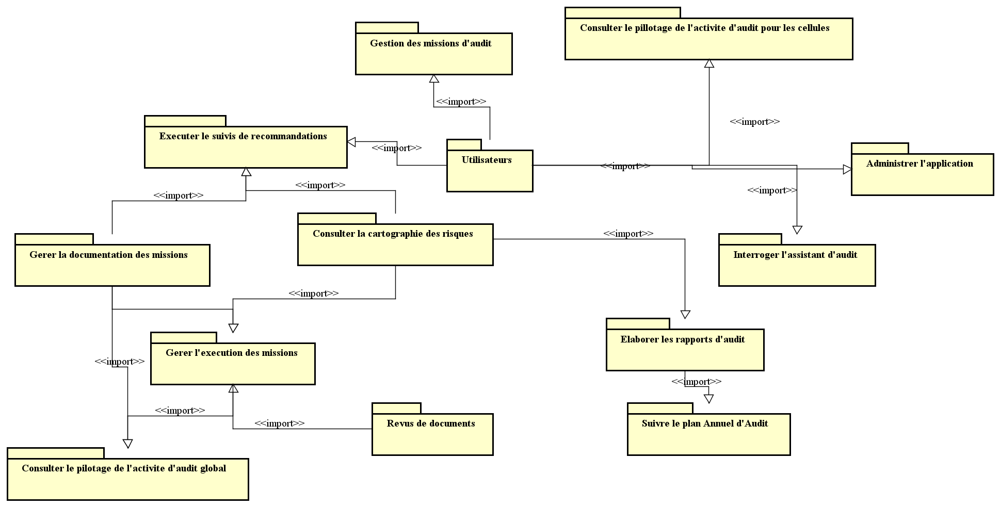 Consulter le pillotage de l'activite d'audit pour les cellules
Gestion des missions d'audit
<<import>>
<<import>>
Executer le suivis de recommandations
<<import>>
Utilisateurs
<<import>>
Administrer l'application
<<import>>
<<import>>
<<import>>
Consulter la cartographie des risques
<<import>>
Gerer la documentation des missions
Interroger l'assistant d'audit
<<import>>
Elaborer les rapports d'audit
Gerer l'execution des missions
<<import>>
<<import>>
<<import>>
<<import>>
Revus de documents
Suivre le plan Annuel d'Audit
Consulter le pilotage de l'activite d'audit global